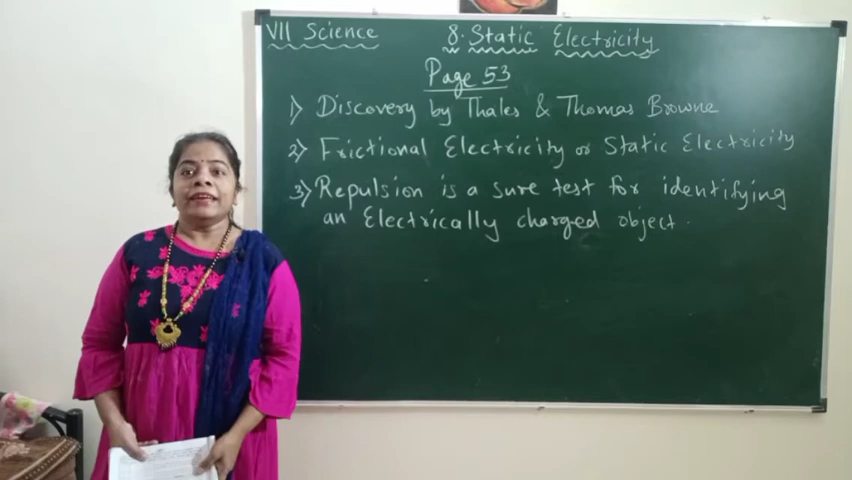 VII Science 8. Static Electricity
Page 53
1) Discovery by Thales & Thomas Browne
2) Frictional Electricity or Static Electricity
3) Repulsion is a sure test for identifying
an Electrically charged object.